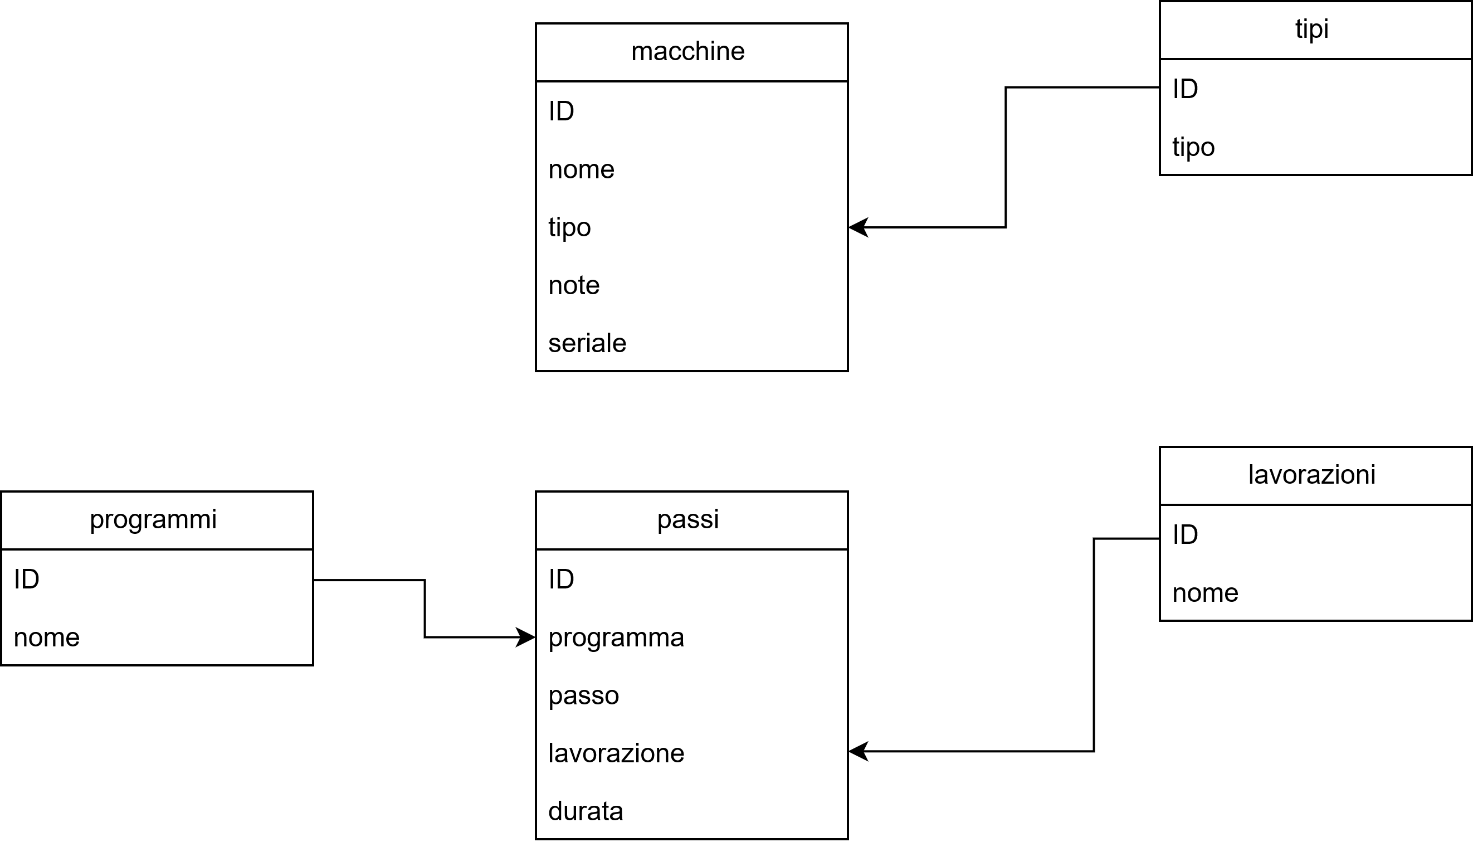 macchine
ID
nome
tipo
note
seriale
tipi
ID
tipo
programmi
ID
nome
passi
ID
programma
passo
lavorazione
durata
lavorazioni
ID
nome